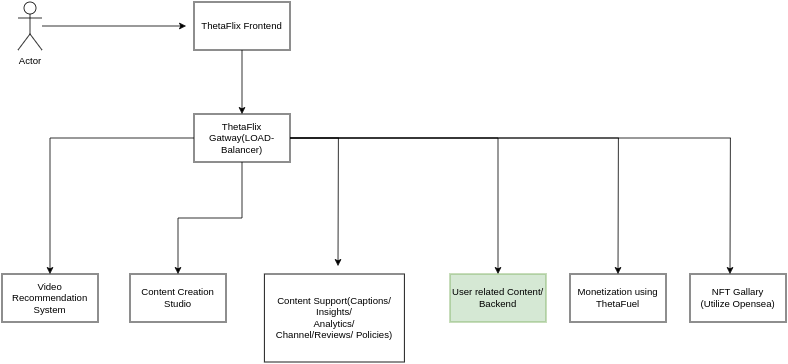 ThetaFlix Frontend
Actor
ThetaFlix
Gatway(LOAD-
Balancer)
Video
Recommendation
System
Content Creation
Studio
Content Support(Captions/
Insights/
Analytics/
Channel/Reviews/ Policies)
User related Content/
Backend
Monetization using
ThetaFuel
NFT Gallary
(Utilize Opensea)